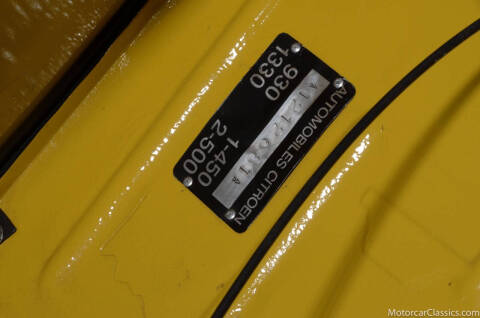 AUTOMOBILES CITROEN
930
1330
1-450
2-500
MotorcarClassics.com